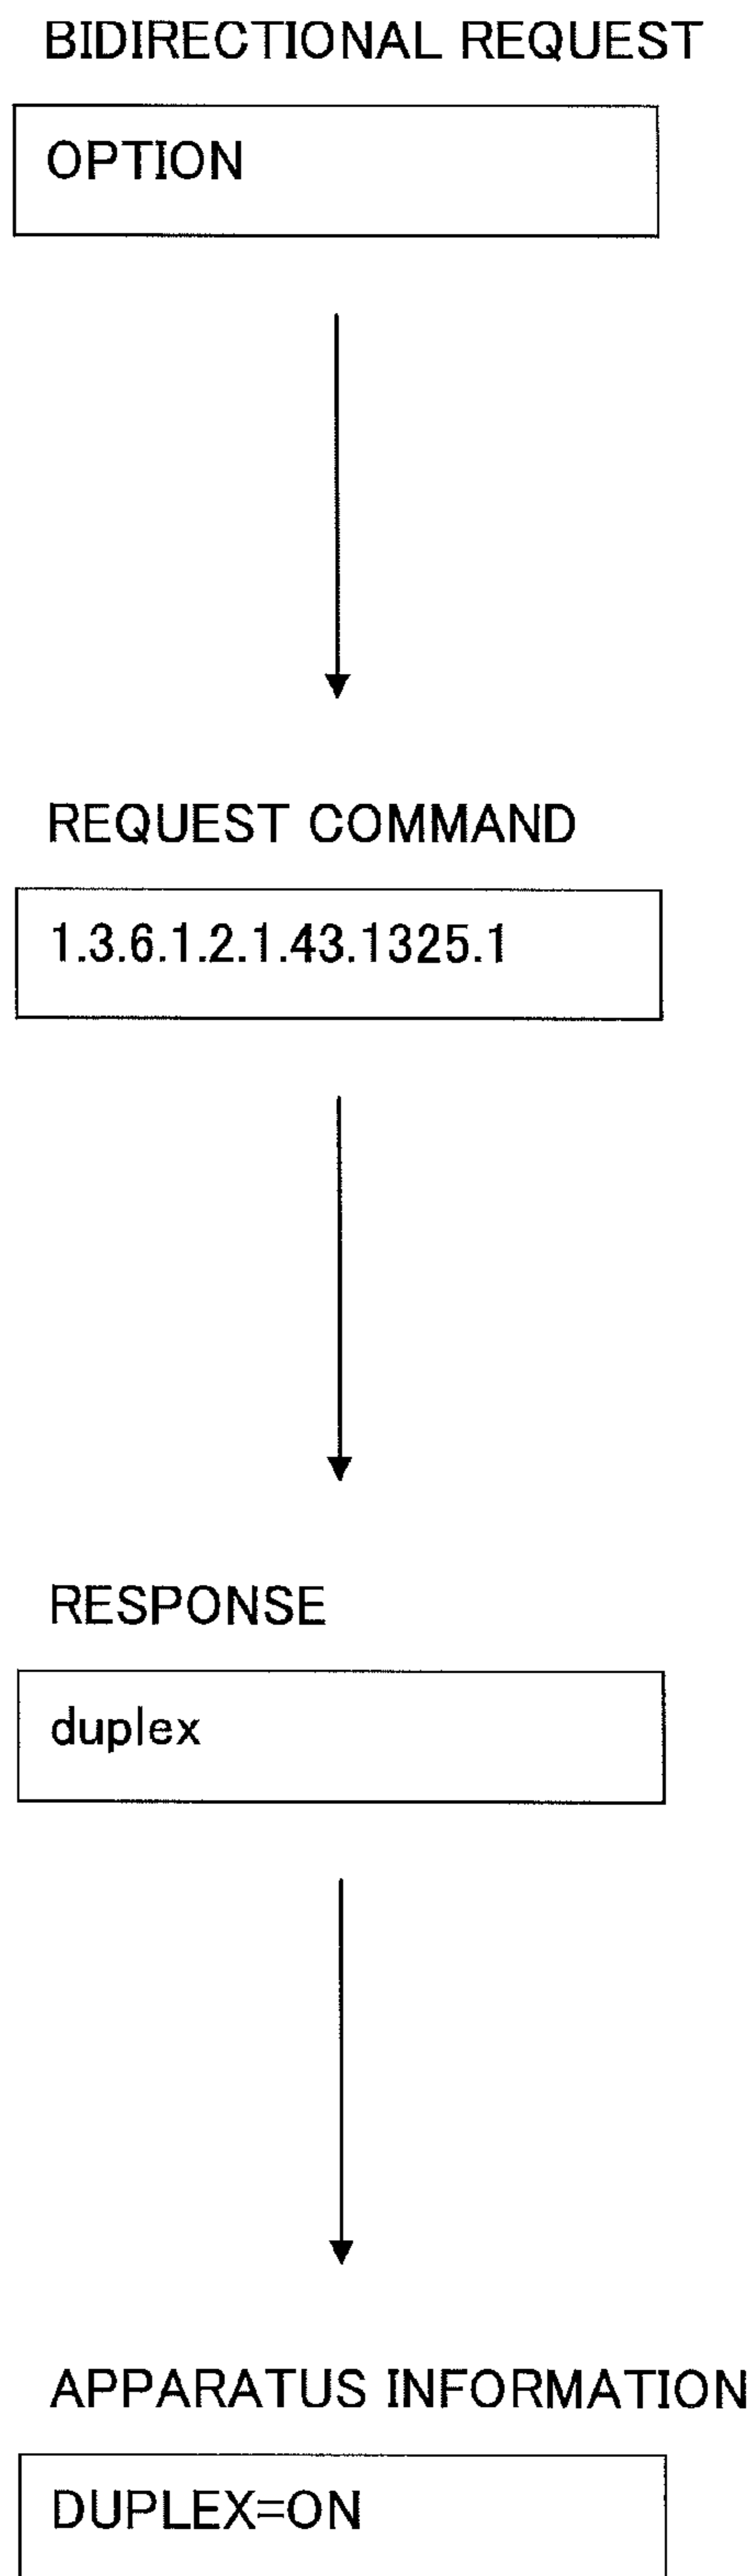 BIDIRECTIONAL REQUEST
OPTION
REQUEST COMMAND
1.3.6.1.2.1.43.1325.1
RESPONSE
duplex
APPARATUS INFORMATION
DUPLEX=ON